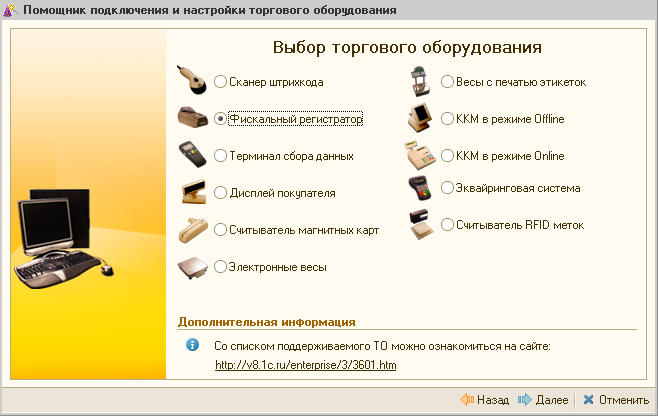 Помощник подключения и настройки торгового оборудования
Выбор торгового оборудования
Сканер штрихкода
Фискальный регистратор
Терминал сбора данных
Дисплей покупателя
Считыватель магнитных карт
Электронные весы
Весы с печатью этикеток
ККМ в режиме Offline
ККМ в режиме Online
Эквайринговая система
Считыватель RFID меток
Дополнительная информация
Со списком поддерживаемого ТО можно ознакомиться на сайте:
http://v8.1c.ru/enterprise/3/3601.htm
Назад Далее Отменить